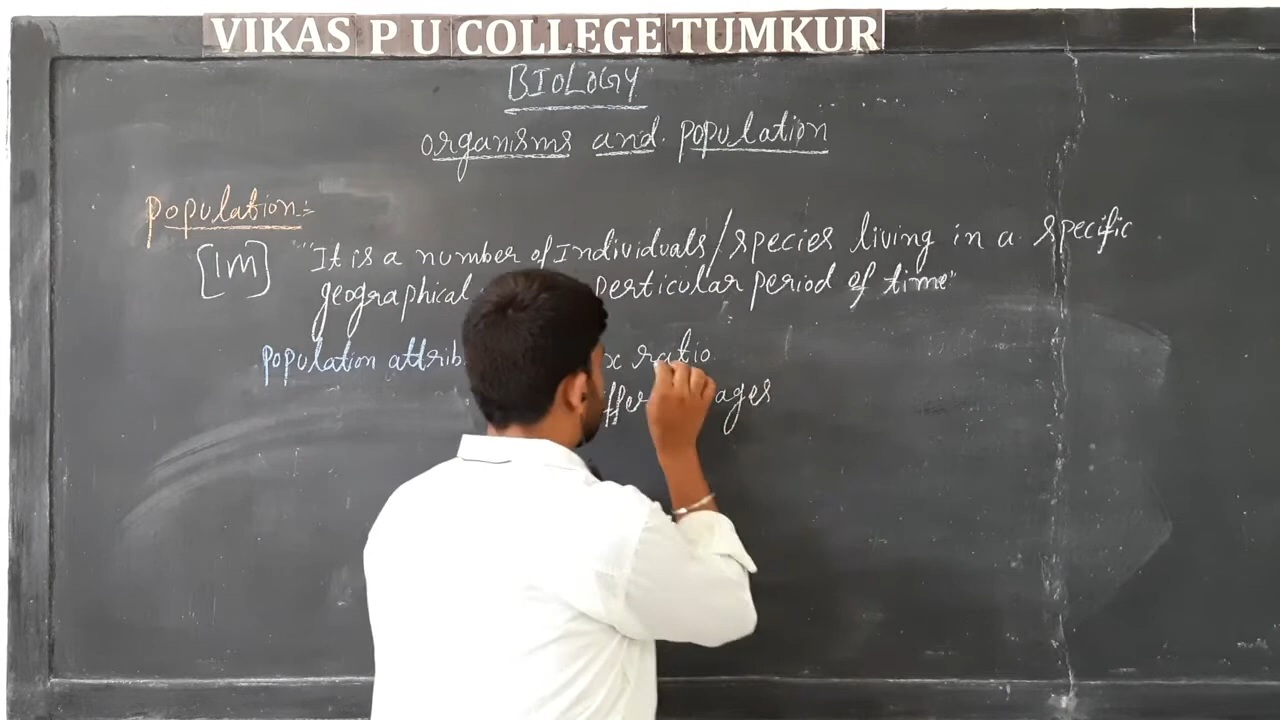 VIKAS P U COLLEGE TUMKUR
BIOLOGY
organisms and population
population:-
[1M] "It is a number of Individuals/species living in a specific
geographical perticular period of time"
population ratio
ages